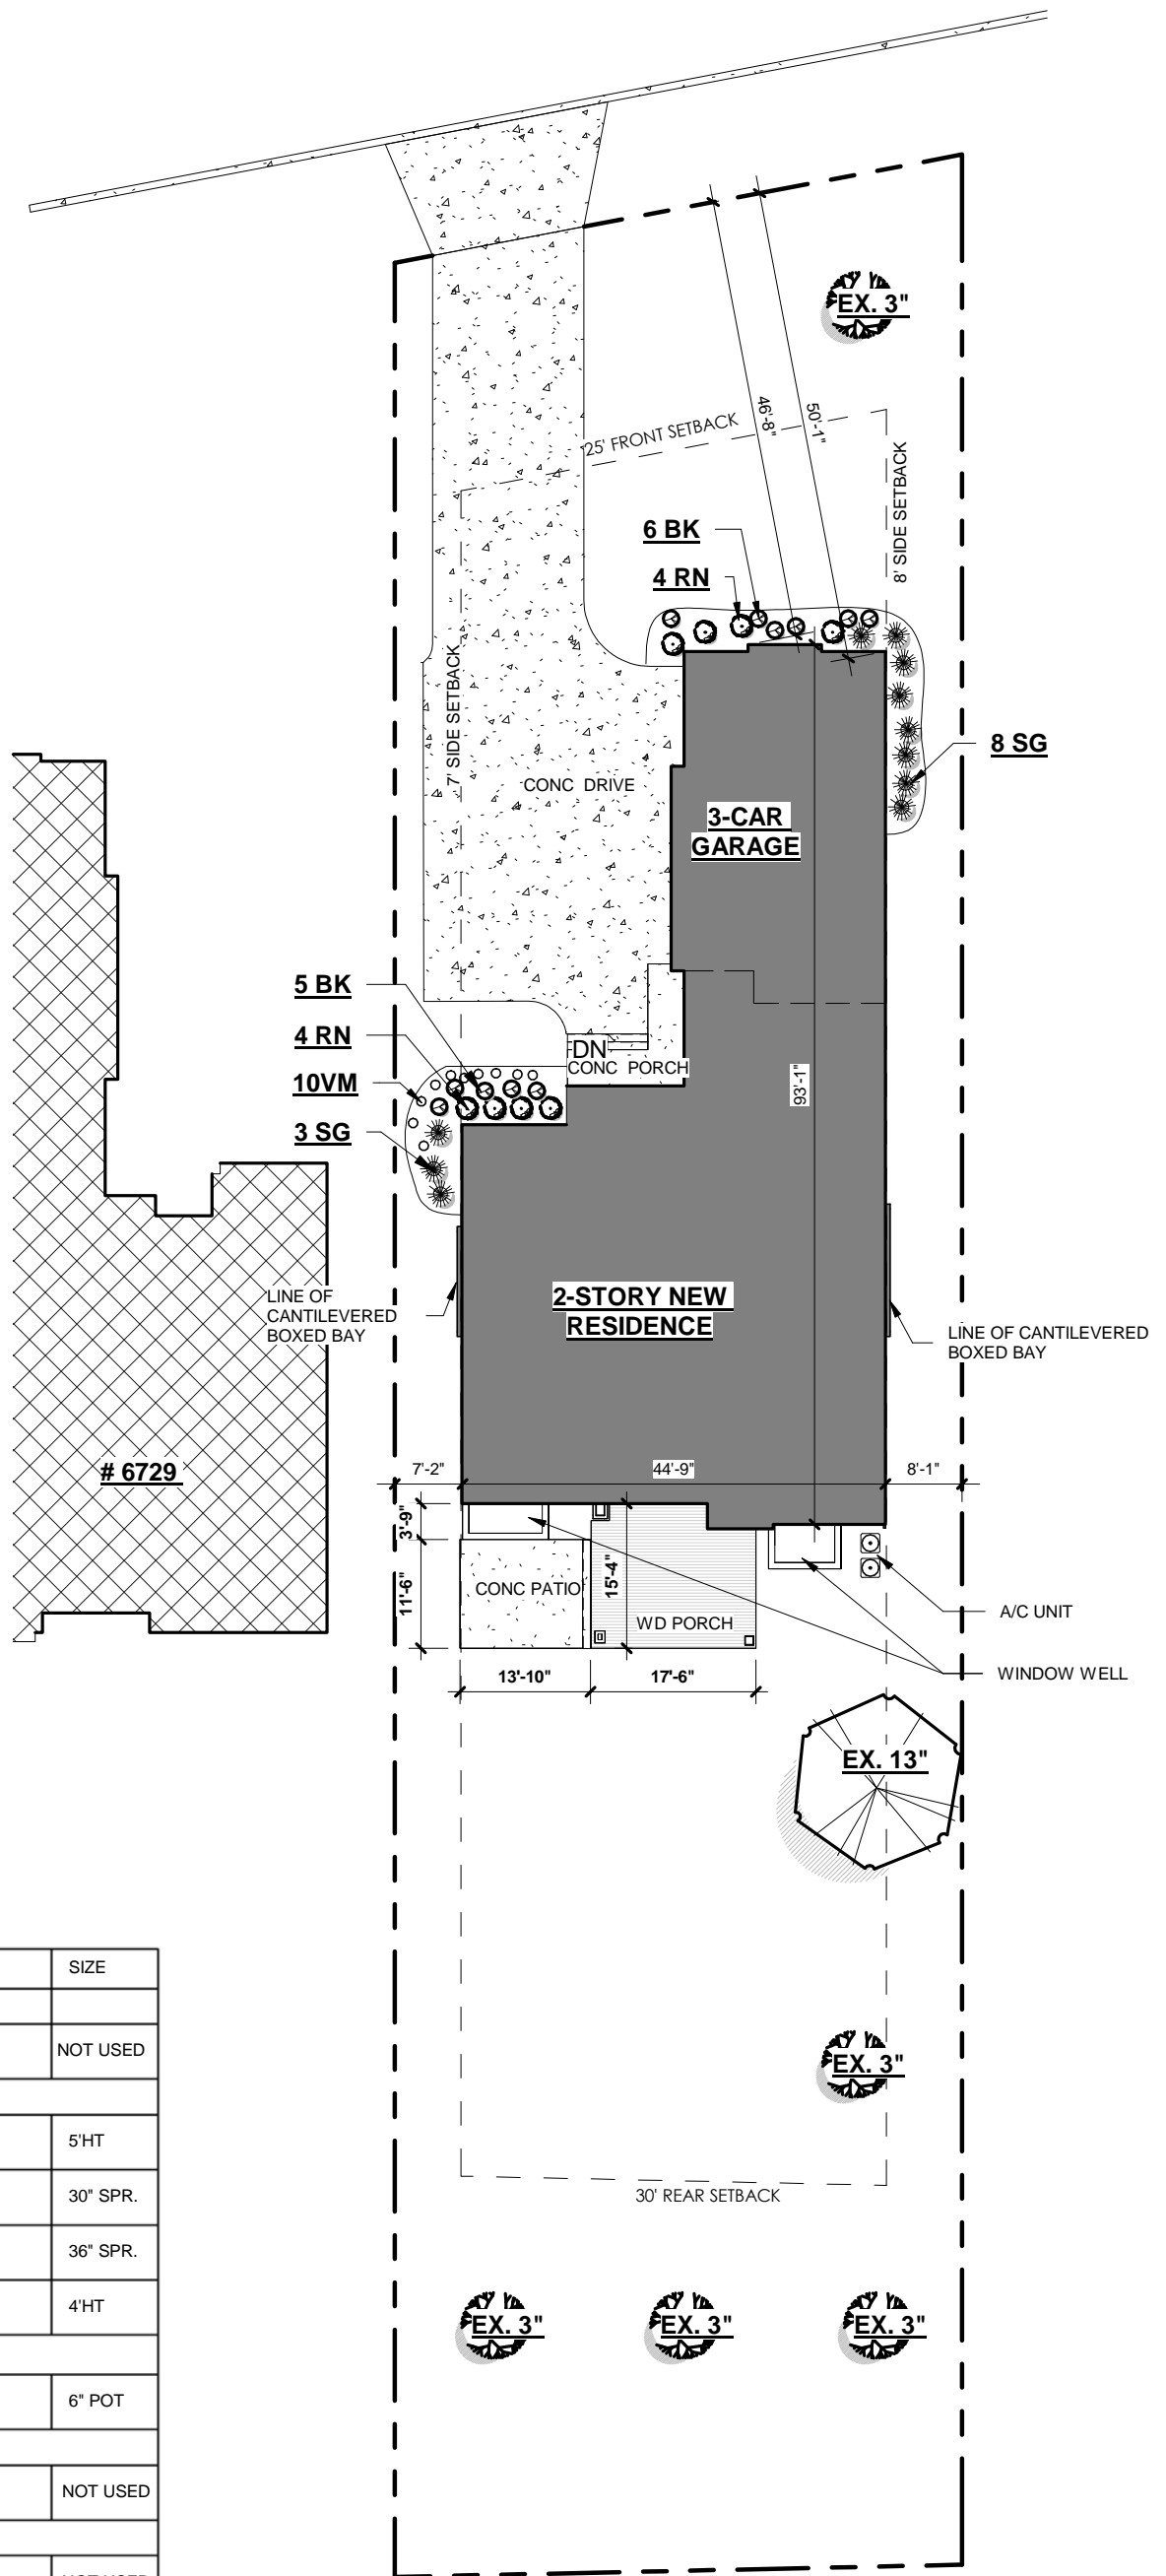 EX. 3"
46'-8"
50'-1"
25' FRONT SETBACK
8' SIDE SETBACK
6 BK
4 RN
7' SIDE SETBACK
8 SG
CONC DRIVE
3-CAR
GARAGE
5 BK
4 RN
10VM
3 SG
DN
CONC PORCH
93'-1"
LINE OF
CANTILEVERED
BOXED BAY
2-STORY NEW
RESIDENCE
LINE OF CANTILEVERED
BOXED BAY
# 6729
7'-2"
44'-9"
8'-1"
3'-9"
11'-6"
CONC PATIO
15'-4"
WD PORCH
A/C UNIT
WINDOW WELL
13'-10"
17'-6"
EX. 13"
EX. 3"
30' REAR SETBACK
EX. 3"
EX. 3"
EX. 3"
SIZE
NOT USED
5'HT
30" SPR.
36" SPR.
4'HT
6" POT
NOT USED